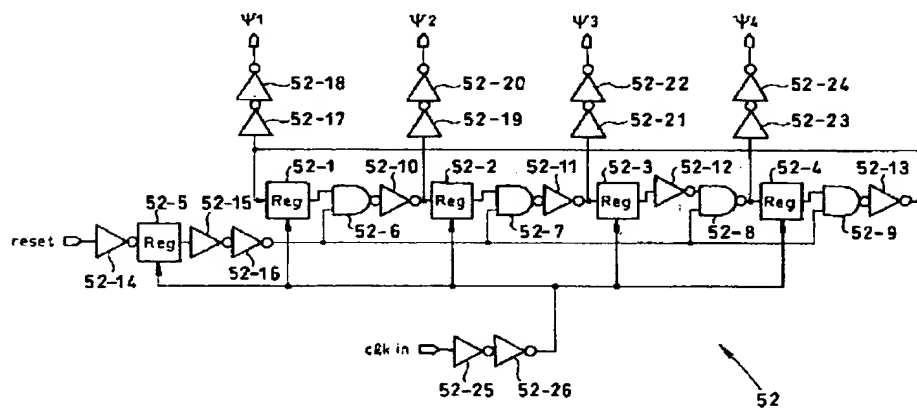 Ψ1 Ψ2 Ψ3 Ψ4
52-18 52-20 52-22 52-24
52-17 52-19 52-21 52-23
52-1 52-10 52-2 52-11 52-3 52-12 52-4 52-13
52-5 52-15
Reg Reg Reg Reg
reset Reg
52-6 52-7 52-8 52-9
52-14 52-16
clk in
52-25 52-26
52